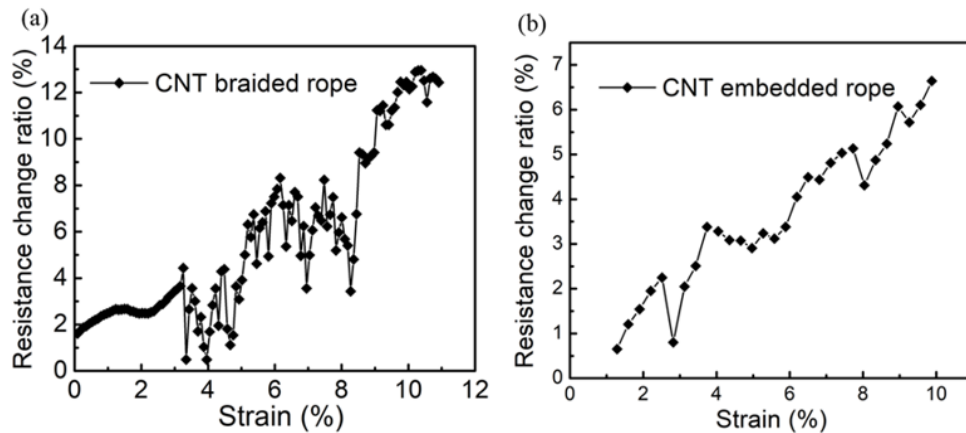 (a)
Resistance change ratio (%)
14
12
10
8
6
4
2
0
CNT braided rope
0 2 4 6 8 10 12
Strain (%)
(b)
Resistance change ratio (%)
7
6
5
4
3
2
1
0
CNT embedded rope
0 2 4 6 8 10
Strain (%)